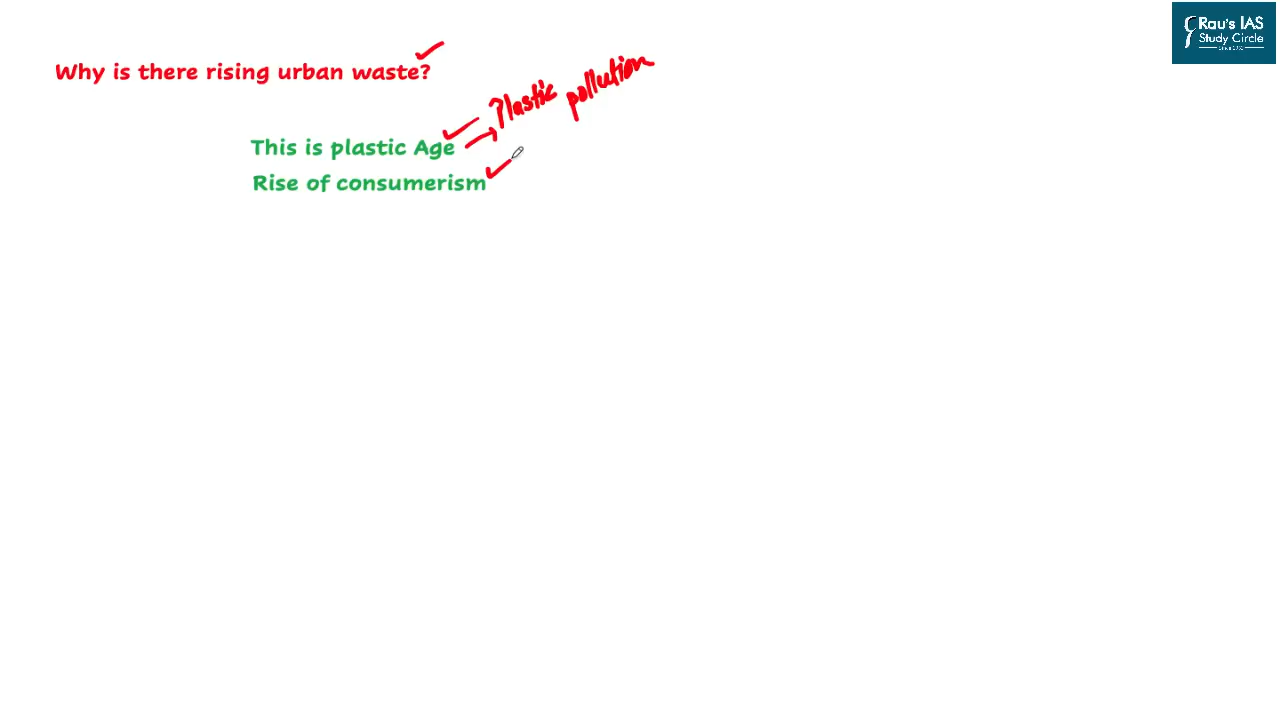 Rau's IAS
Study Circle
Why is there rising urban waste?
Plastic pollution
This is plastic Age
Rise of consumerism